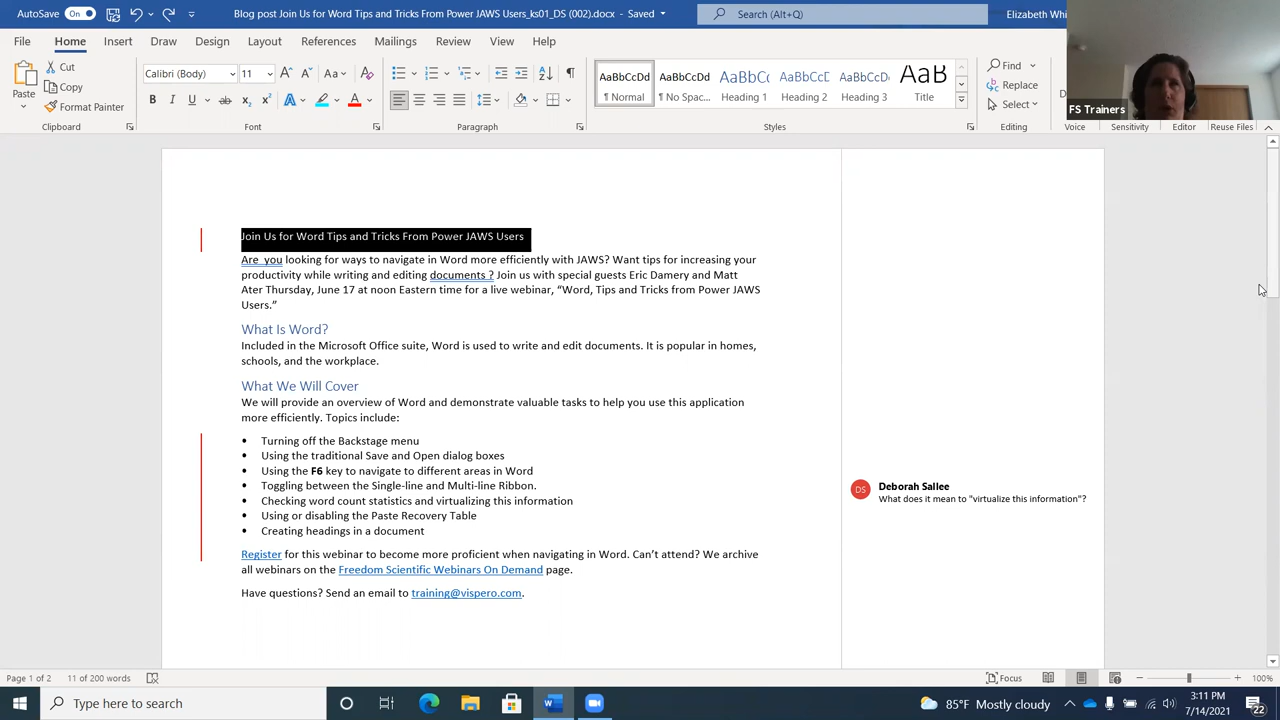 AutoSave On Blog - Join us for Word Tips and Tricks From Power JAWS Users_ks01_DS (002).docx - Saved Search (Alt+Q) Elizabeth Whi
File Home Insert Draw Design Layout References Mailings Review View Help
Paste Cut Copy Format Painter
Calibri (Body) 11
AaBbCcDd AaBbCcDd AaBbCc AaBbCcD AaBbCcDd AaB
¶ Normal ¶ No Spac... Heading 1 Heading 2 Heading 3 Title
Find Replace Select
FS Trainers
Clipboard Font Paragraph Styles Editing Voice Sensitivity Editor Reuse Files
Join Us for Word Tips and Tricks From Power JAWS Users
Are you looking for ways to navigate in Word more efficiently with JAWS? Want tips for increasing your
productivity while writing and editing documents ? Join us with special guests Eric Damery and Matt
Ater Thursday, June 17 at noon Eastern time for a live webinar, “Word, Tips and Tricks from Power JAWS
Users.”
What Is Word?
Included in the Microsoft Office suite, Word is used to write and edit documents. It is popular in homes,
schools, and the workplace.
What We Will Cover
We will provide an overview of Word and demonstrate valuable tasks to help you use this application
more efficiently. Topics include:
• Turning off the Backstage menu
• Using the traditional Save and Open dialog boxes
• Using the F6 key to navigate to different areas in Word
• Toggling between the Single-line and Multi-line Ribbon.
• Checking word count statistics and virtualizing this information
• Using or disabling the Paste Recovery Table
• Creating headings in a document
DS Deborah Sallee
What does it mean to "virtualize this information"?
Register for this webinar to become more proficient when navigating in Word. Can’t attend? We archive
all webinars on the Freedom Scientific Webinars On Demand page.
Have questions? Send an email to training@vispero.com.
Page 1 of 2 11 of 200 words Focus 100%
Type here to search 85°F Mostly cloudy 3:11 PM
7/14/2021 22